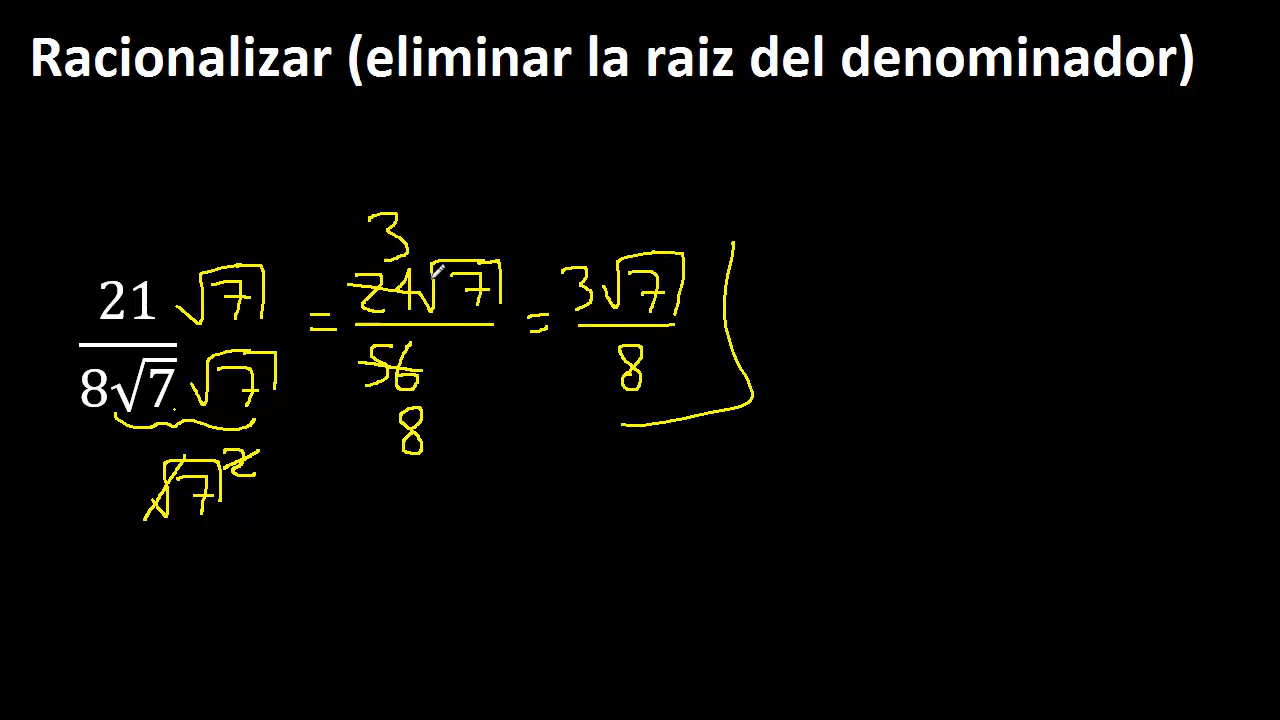 Racionalizar (eliminar la raiz del denominador)
3
21 √7 = 21√7 = 3√7
8√7 √7 56 8
8
√7²